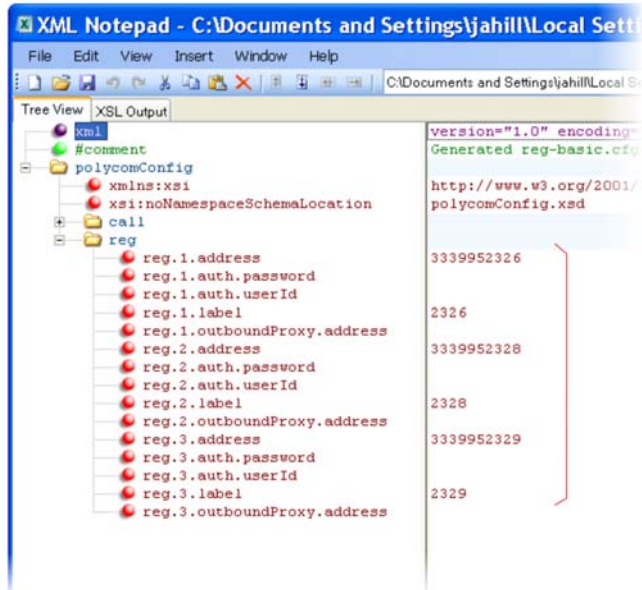 XML Notepad - C:\Documents and Settings\jahill\Local Setti
File Edit View Insert Window Help
C:\Documents and Settings\jahill\Local S
Tree View XSL Output
xml version="1.0" encoding=
#comment Generated reg-basic.cfg
polycomConfig
xmlns:xsi http://www.w3.org/2001/
xsi:noNamespaceSchemaLocation polycomConfig.xsd
call
reg
reg.1.address 3339952326
reg.1.auth.password
reg.1.auth.userId
reg.1.label 2326
reg.1.outboundProxy.address
reg.2.address 3339952328
reg.2.auth.password
reg.2.auth.userId
reg.2.label 2328
reg.2.outboundProxy.address
reg.3.address 3339952329
reg.3.auth.password
reg.3.auth.userId
reg.3.label 2329
reg.3.outboundProxy.address